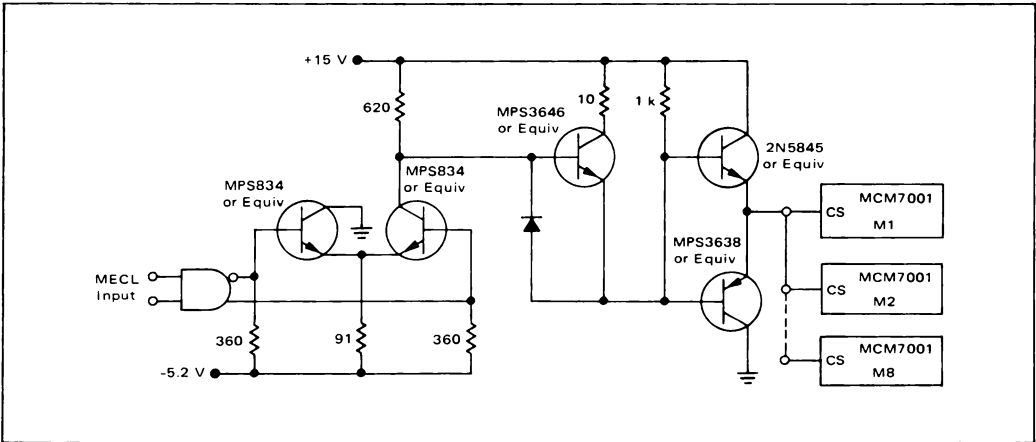 +15 V
620
10
1 k
MPS3646
or Equiv
2N5845
or Equiv
MPS834
or Equiv
MPS834
or Equiv
CS
MCM7001
M1
MPS3638
or Equiv
MECL
Input
CS
MCM7001
M2
360
91
360
CS
MCM7001
M8
-5.2 V